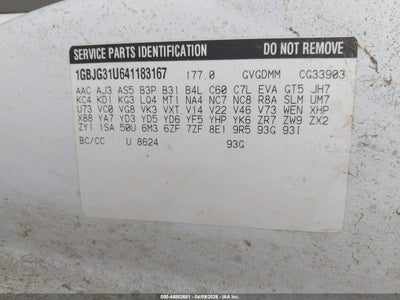 SERVICE PARTS IDENTIFICATION DO NOT REMOVE
1GBJG31U641183167 177.0 GVGDMM CG33903
AAC AJ3 AS5 B3P B31 B4L C60 C7L EVA GT5 JH7
KC4 KD1 KG3 LQ4 MT1 NA4 NC7 NC8 R8A SLM UM7
U73 VC0 VG8 VK3 VXT V14 V22 V46 V73 WEN XHP
X88 YA7 YD3 YD5 YD6 YF5 YHP YK6 ZR7 ZW9 ZX2
ZY1 1SA 50U 6M3 6ZF 7ZF 8E1 9R5 93G 93I
BC/CC U 8624 93G
000-44802681 - 04/09/2026 - IAAI.COM